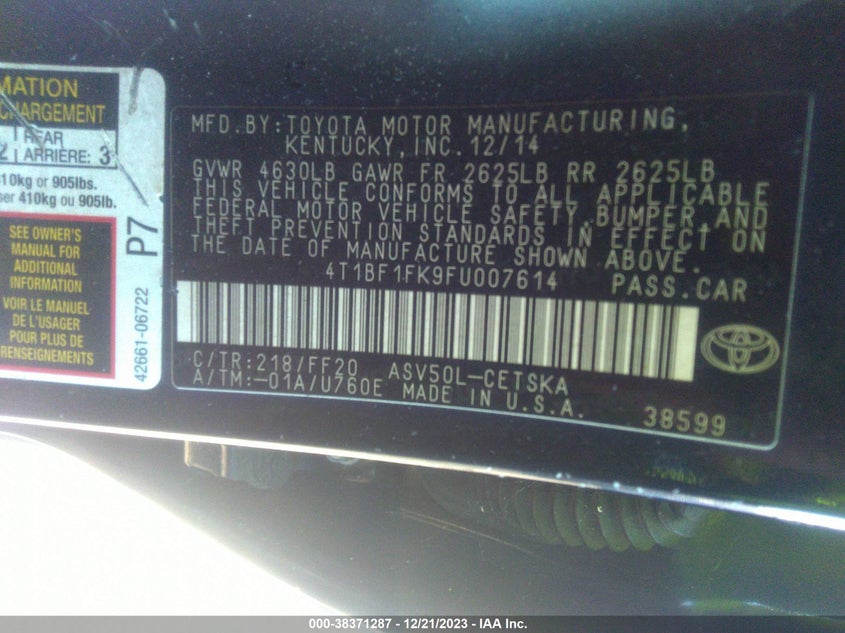 MATION
CHARGEMENT
2 REAR
ARRIÈRE: 3
410kg or 905lbs.
ser 410kg ou 905lb.
SEE OWNER'S
MANUAL FOR
ADDITIONAL
INFORMATION
VOIR LE MANUEL
DE L'USAGER
POUR PLUS DE
RENSEIGNEMENTS
P7
42661-06722
MFD.BY:TOYOTA MOTOR MANUFACTURING,
KENTUCKY,INC.12/14
GVWR 4630LB GAWR FR 2625LB RR 2625LB
THIS VEHICLE CONFORMS TO ALL APPLICABLE
FEDERAL MOTOR VEHICLE SAFETY,BUMPER,AND
THEFT PREVENTION STANDARDS IN EFFECT ON
THE DATE OF MANUFACTURE SHOWN ABOVE.
4T1BF1FK9FU007614 PASS.CAR
C/TR:218/FF20 ASV50L-CETSKA
A/TM:-01A/U760E MADE IN U.S.A.
38599
000-38371287 - 12/21/2023 - IAA Inc.